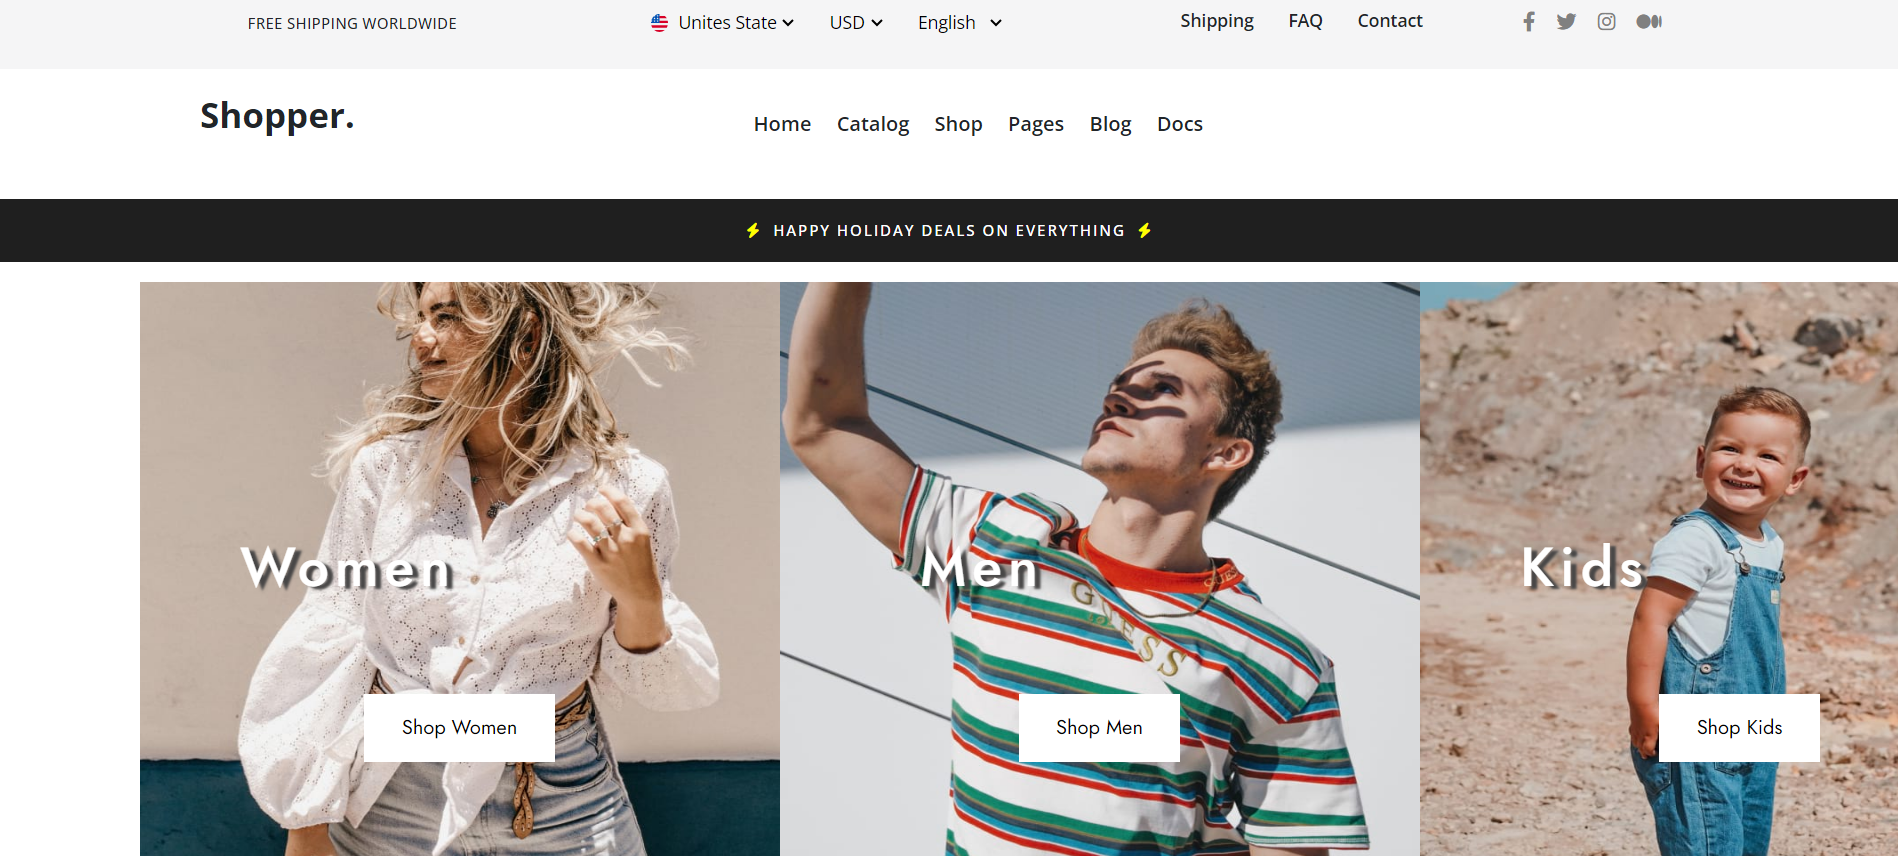 FREE SHIPPING WORLDWIDE
Unites State USD English
Shipping FAQ Contact
Shopper.
Home Catalog Shop Pages Blog Docs
HAPPY HOLIDAY DEALS ON EVERYTHING
Women
Men
Kids
GUESS
Shop Women
Shop Men
Shop Kids